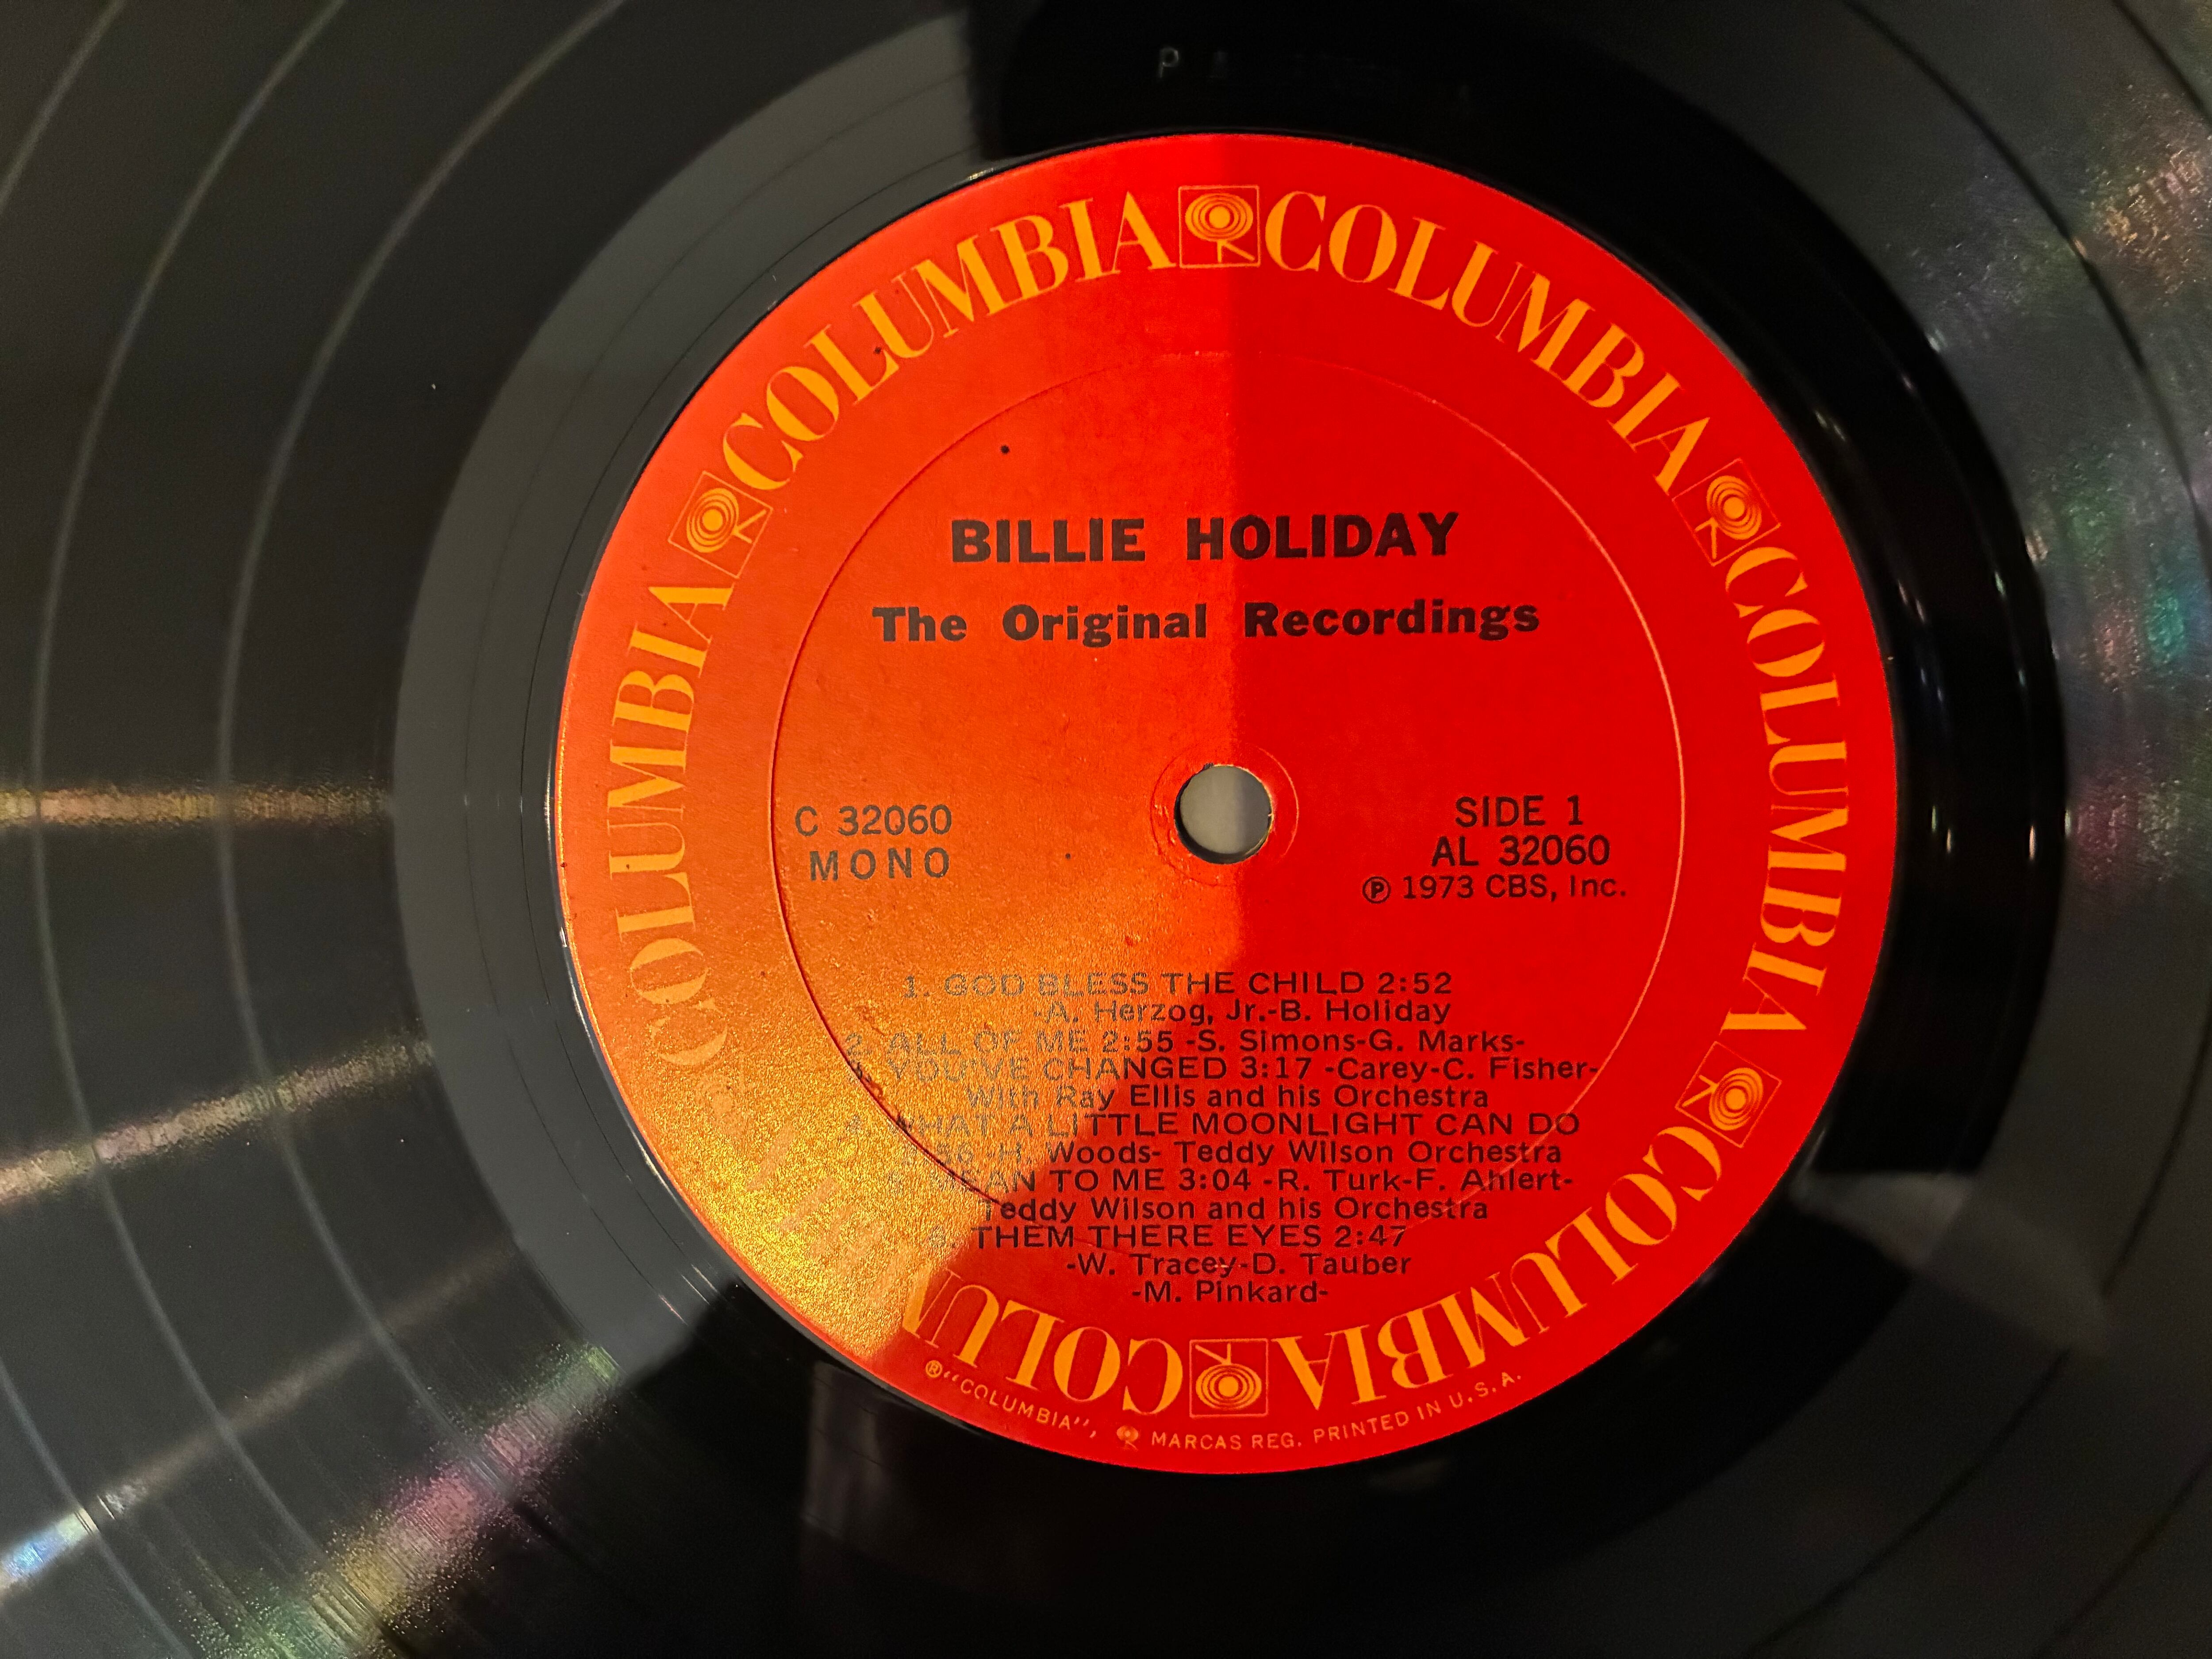 COLUMBIA COLUMBIA COLUMBIA COLUMBIA COLU
COLUMBIA
BILLIE HOLIDAY
The Original Recordings
C 32060
MONO
SIDE 1
AL 32060
Ⓟ 1973 CBS, Inc.
1. GOD BLESS THE CHILD 2:52
-A. Herzog, Jr.-B. Holiday
2. ALL OF ME 2:55 -S. Simons-G. Marks-
YOU'VE CHANGED 3:17 -Carey-C. Fisher-
With Ray Ellis and his Orchestra
WHAT A LITTLE MOONLIGHT CAN DO
-H. Woods- Teddy Wilson Orchestra
MEAN TO ME 3:04 -R. Turk-F. Ahlert-
Teddy Wilson and his Orchestra
6. THEM THERE EYES 2:47
-W. Tracey-D. Tauber
-M. Pinkard-
® "COLUMBIA", MARCAS REG. PRINTED IN U.S.A.